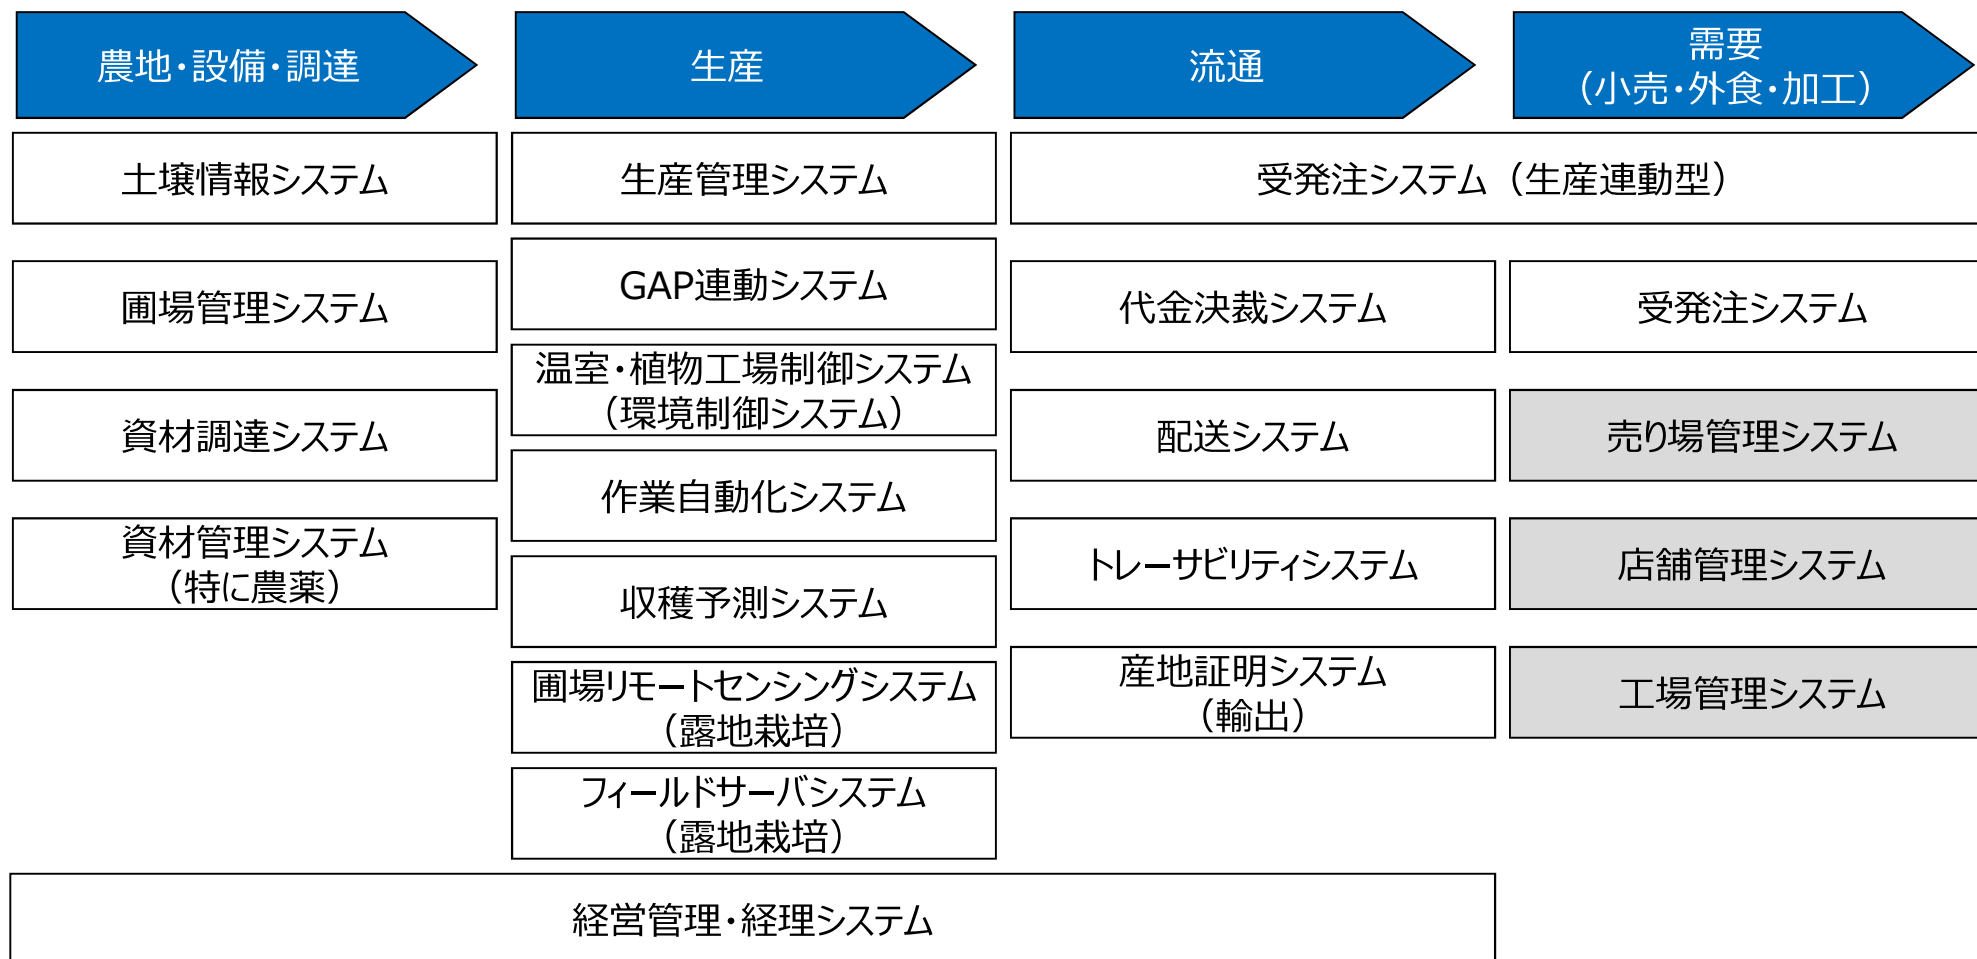 農地・設備・調達
生産
流通
需要
（小売・外食・加工）
土壌情報システム
圃場管理システム
資材調達システム
資材管理システム
（特に農薬）
生産管理システム
GAP連動システム
温室・植物工場制御システム
（環境制御システム）
作業自動化システム
収穫予測システム
圃場リモートセンシングシステム
（露地栽培）
フィールドサーバシステム
（露地栽培）
受発注システム（生産連動型）
代金決裁システム
配送システム
トレーサビリティシステム
産地証明システム
（輸出）
受発注システム
売り場管理システム
店舗管理システム
工場管理システム
経営管理・経理システム